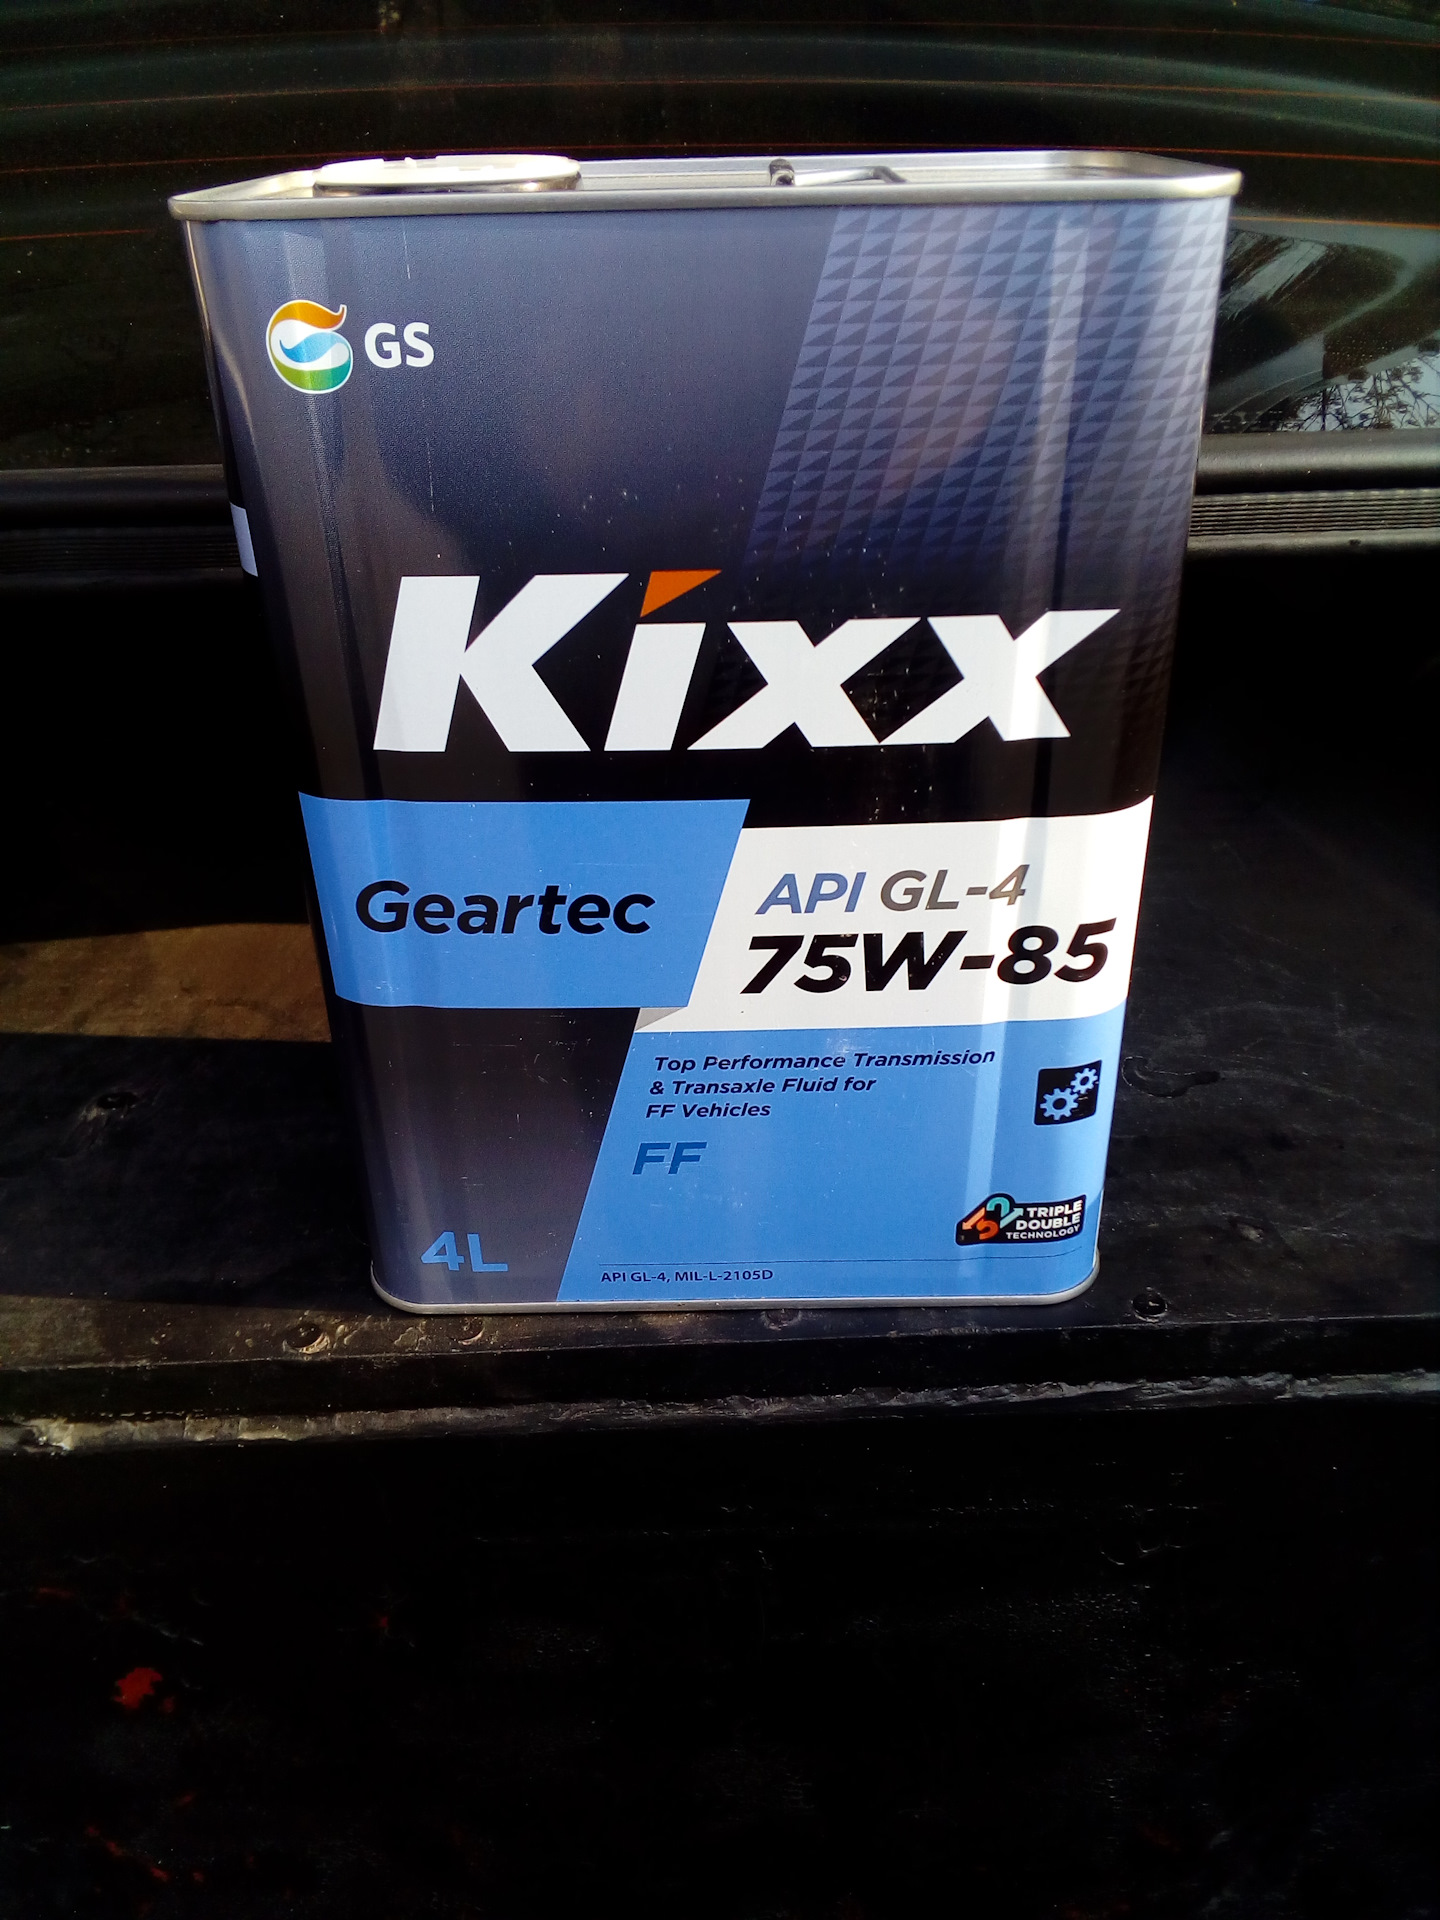 GS
Kixx
Geartec
API GL-4
75W-85
Top Performance Transmission
& Transaxle Fluid for
FF Vehicles
FF
TRIPLE
DOUBLE
TECHNOLOGY
4L
API GL-4, MIL-L-2105D